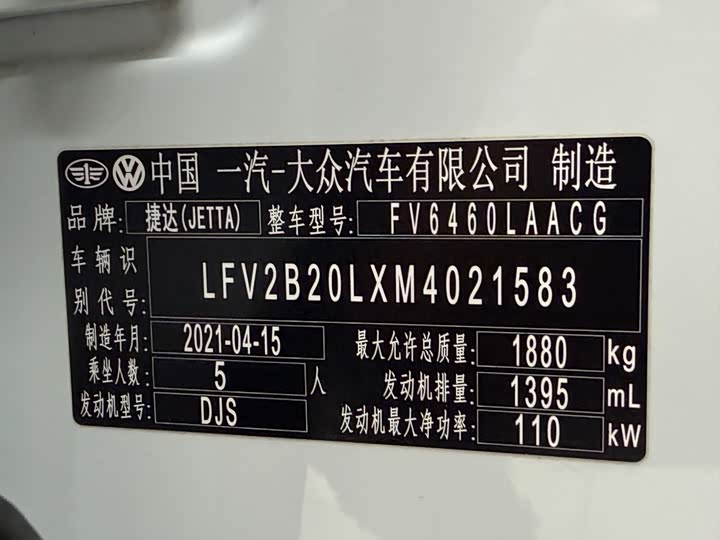 中国 一汽-大众汽车有限公司 制造
品牌: 捷达(JETTA) 整车型号: FV6460LAACG
车辆识别代号: LFV2B20LXM4021583
制造年月: 2021-04-15 最大允许总质量: 1880 kg
乘坐人数: 5 人 发动机排量: 1395 mL
发动机型号: DJS 发动机最大净功率: 110 kW